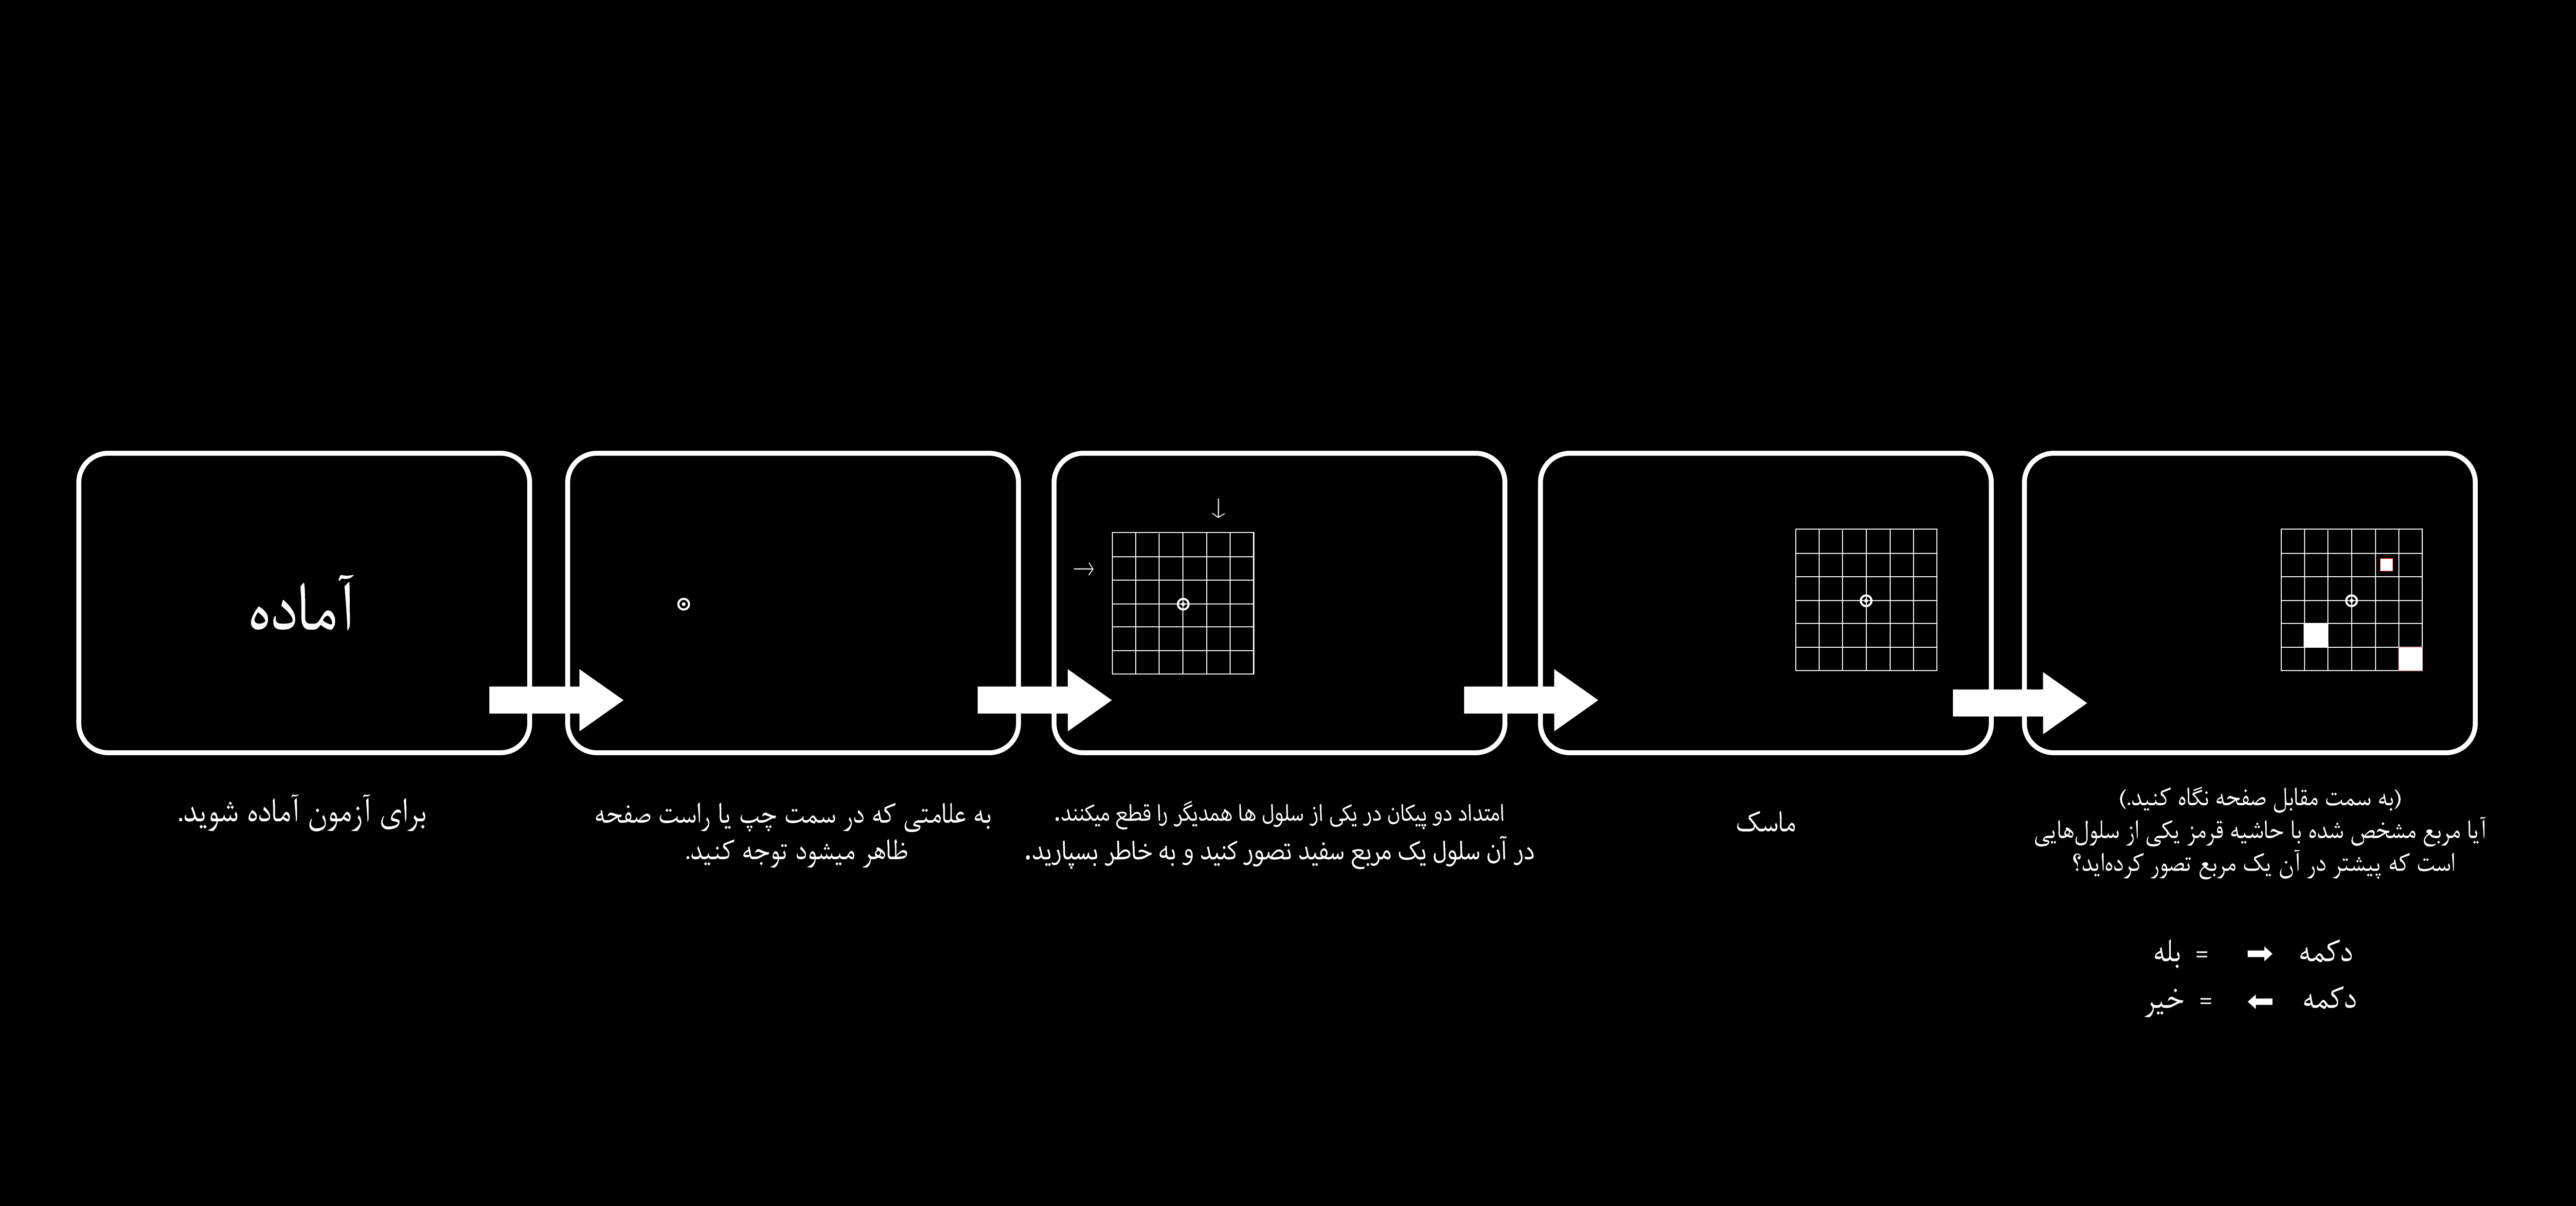 آماده
برای آزمون آماده شوید.
به علامتی که در سمت چپ یا راست صفحه
ظاهر میشود توجه کنید.
امتداد دو پیکان در یکی از سلول ها همدیگر را قطع میکنند.
در آن سلول یک مربع سفید تصور کنید و به خاطر بسپارید.
ماسک
(به سمت مقابل صفحه نگاه کنید.)
آیا مربع مشخص شده با حاشیه قرمز یکی از سلول‌هایی
است که پیشتر در آن یک مربع تصور کرده‌اید؟
دکمه ➡ = بله
دکمه ⬅ = خیر